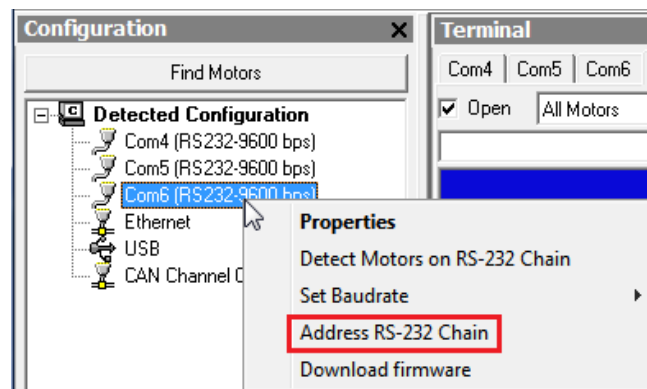 Configuration
Find Motors
Detected Configuration
Com4 (RS232-9600 bps)
Com5 (RS232-9600 bps)
Com6 (RS232-9600 bps)
Ethernet
USB
CAN Channel
Terminal
Com4 Com5 Com6
Open All Motors
Properties
Detect Motors on RS-232 Chain
Set Baudrate
Address RS-232 Chain
Download firmware